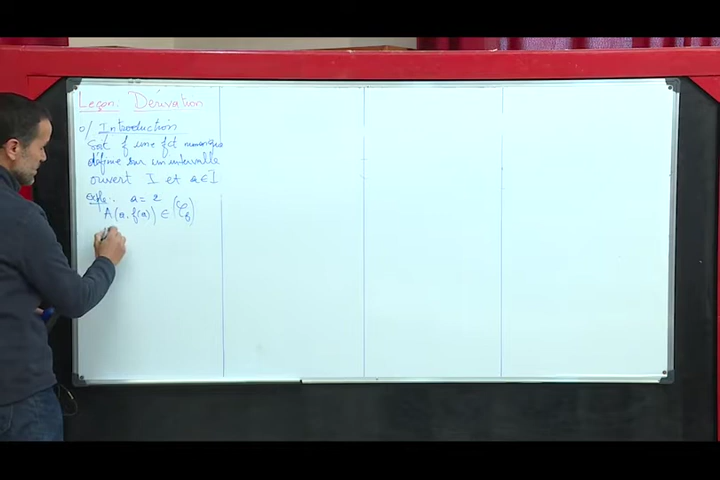 Leçon: Dérivation
0/ Introduction
Soit f une fct numérique
définie sur un intervalle
ouvert I et a ∈ I
Exple: a = 2
A(a, f(a)) ∈ (𝒞f)